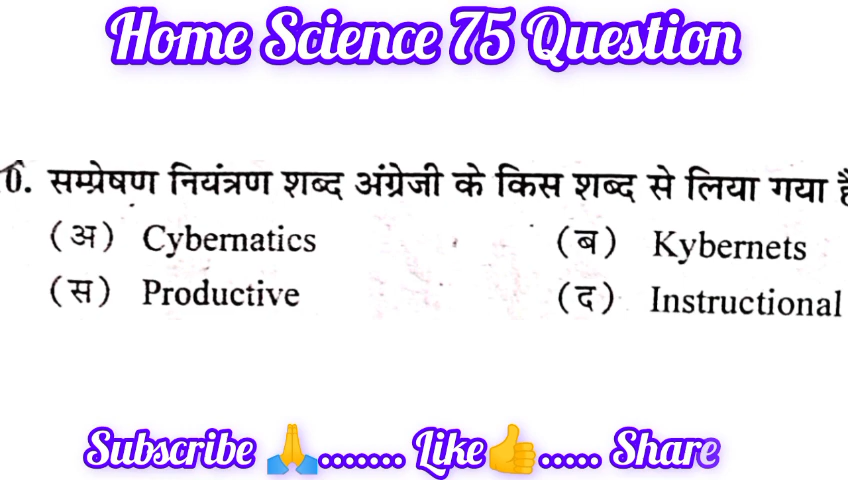 Home Science 75 Question
0. सम्प्रेषण नियंत्रण शब्द अंग्रेजी के किस शब्द से लिया गया है
(अ) Cybernatics (ब) Kybernets
(स) Productive (द) Instructional
Subscribe 🙏....... Like👍..... Share